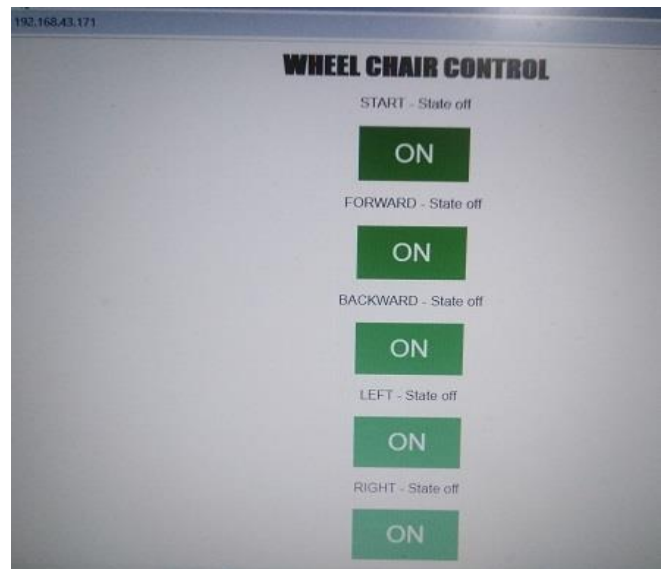 192.168.43.171
WHEEL CHAIR CONTROL
START - State off
ON
FORWARD - State off
ON
BACKWARD - State off
ON
LEFT - State off
ON
RIGHT - State off
ON